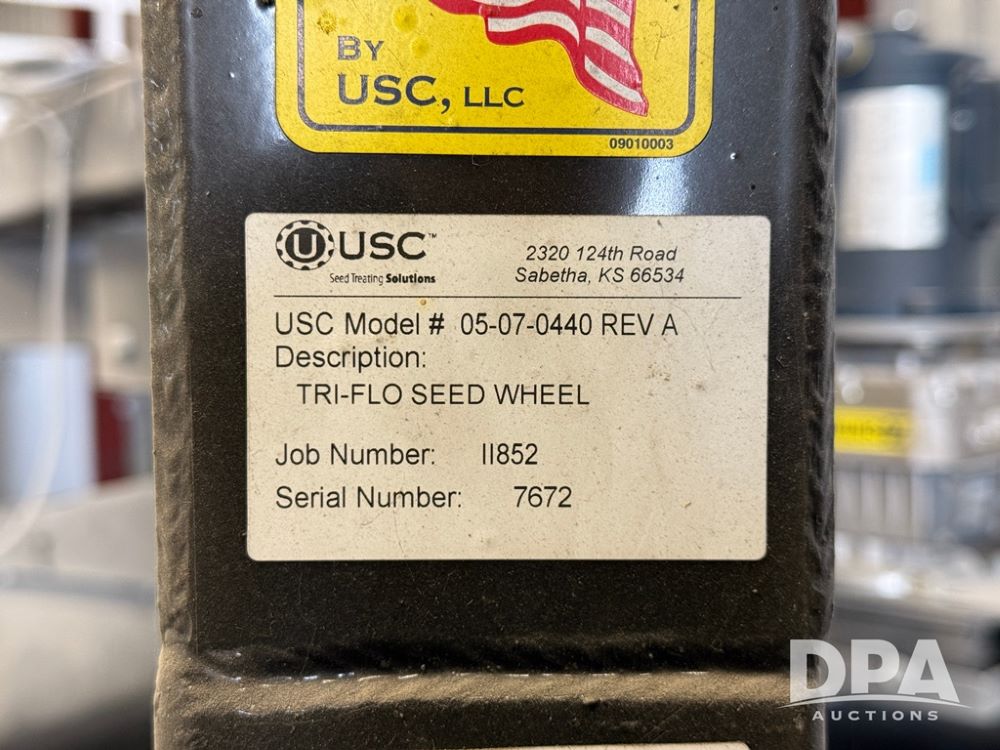 BY
USC, LLC
09010003
U USC™
Seed Treating Solutions
2320 124th Road
Sabetha, KS 66534
USC Model # 05-07-0440 REV A
Description:
TRI-FLO SEED WHEEL
Job Number: II852
Serial Number: 7672
DPA
AUCTIONS